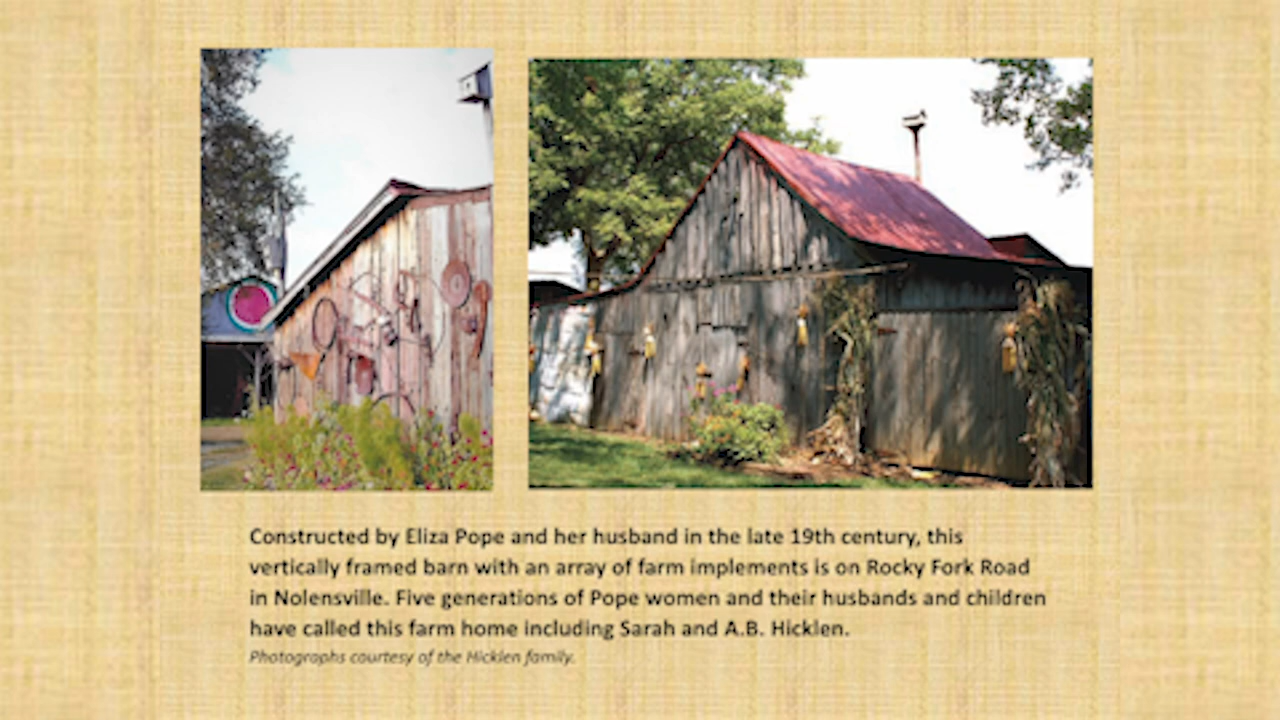 Constructed by Eliza Pope and her husband in the late 19th century, this
vertically framed barn with an array of farm implements is on Rocky Fork Road
in Nolensville. Five generations of Pope women and their husbands and children
have called this farm home including Sarah and A.B. Hicklen.
Photographs courtesy of the Hicklen family.